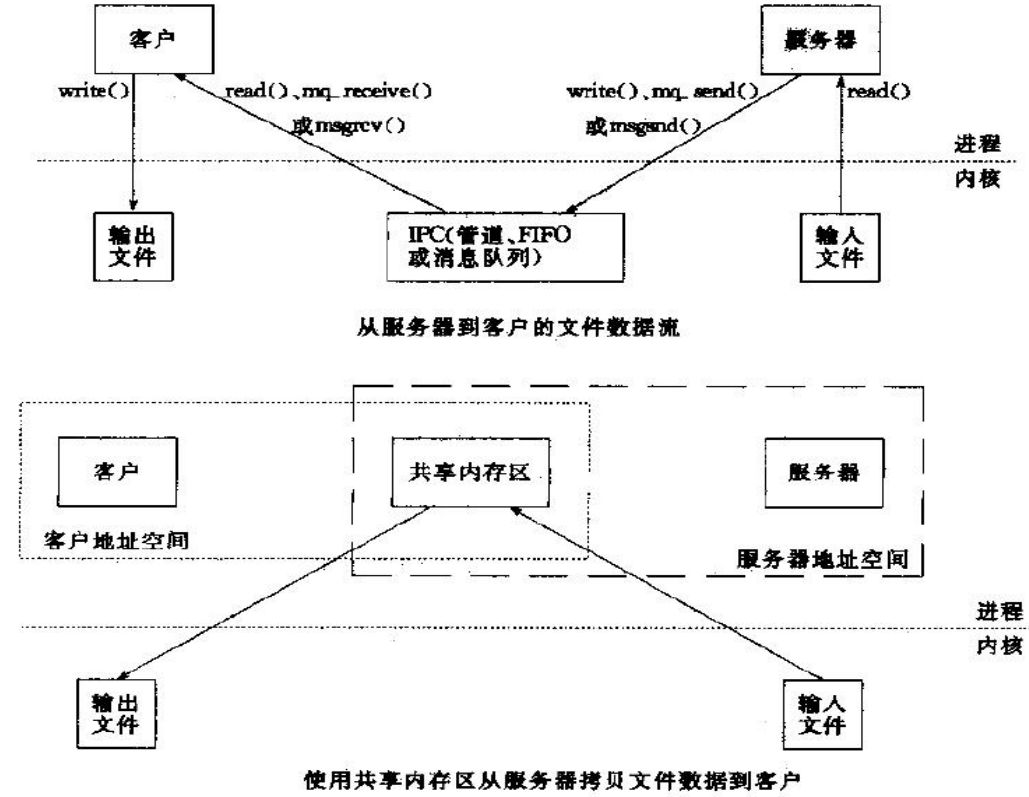 客户
服务器
write()
read()、mq_receive()
或msgrcv()
write()、mq_send()
或msgsnd()
read()
进程
内核
输出
文件
IPC(管道、FIFO
或消息队列)
输入
文件
从服务器到客户的文件数据流
客户
共享内存区
服务器
客户地址空间
服务器地址空间
进程
内核
输出
文件
输入
文件
使用共享内存区从服务器拷贝文件数据到客户